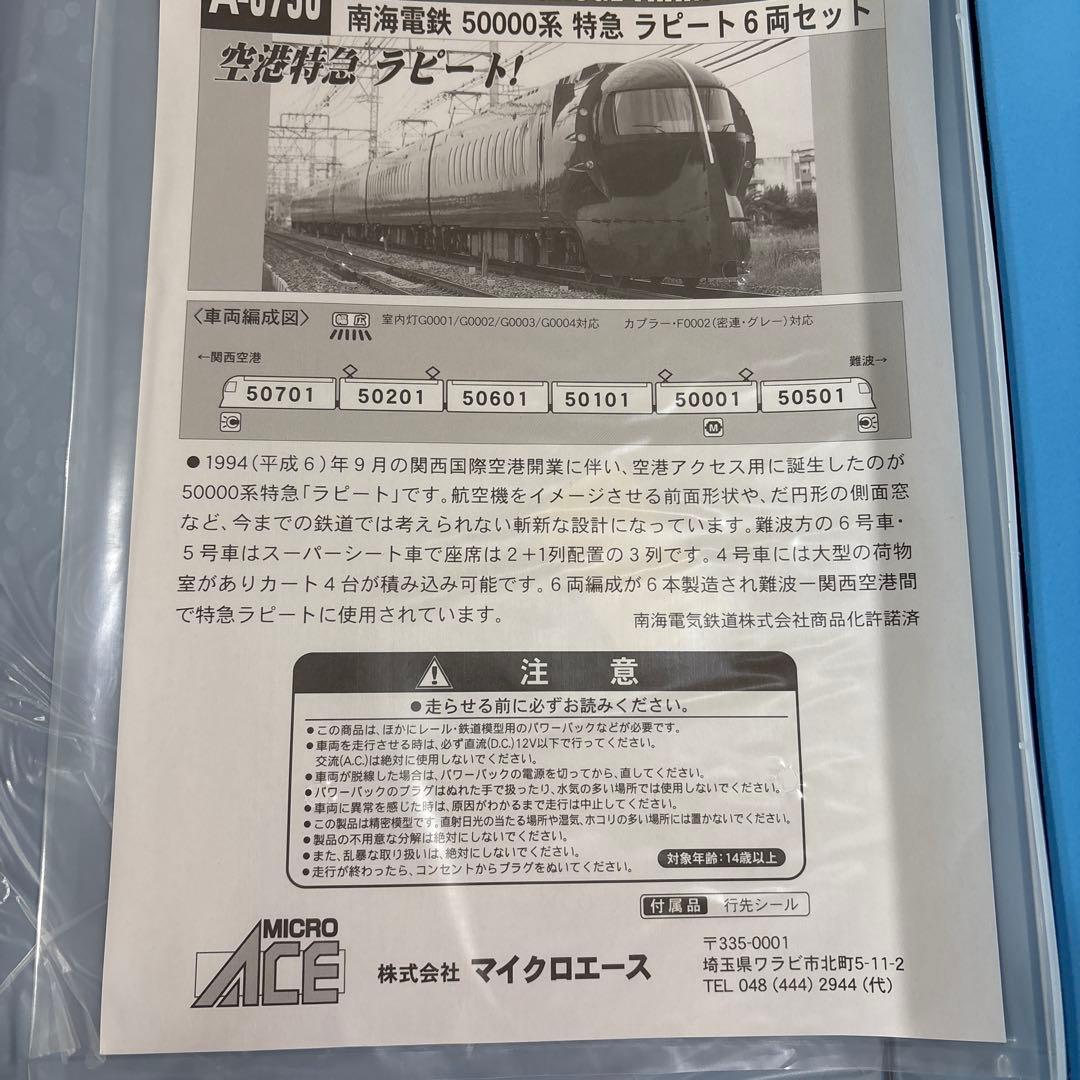 南海電鉄 50000系 特急 ラピート6両セット
空港特急 ラピート!
〈車両編成図〉 室内灯G0001/G0002/G0003/G0004対応 カプラー・F0002(密連・グレー)対応
←関西空港 難波→
50701 50201 50601 50101 50001 50501
M
●1994(平成6)年9月の関西国際空港開業に伴い、空港アクセス用に誕生したのが
50000系特急「ラピート」です。航空機をイメージさせる前面形状や、だ円形の側面窓
など、今までの鉄道では考えられない斬新な設計になっています。難波方の6号車・
5号車はスーパーシート車で座席は2+1列配置の3列です。4号車には大型の荷物
室がありカート4台が積み込み可能です。6両編成が6本製造され難波ー関西空港間
で特急ラピートに使用されています。
南海電気鉄道株式会社商品化許諾済
注 意
●走らせる前に必ずお読みください。
●この商品は、ほかにレール・鉄道模型用のパワーパックなどが必要です。
●車両を走行させる時は、必ず直流(D.C.)12V以下で行ってください。
交流(A.C.)は絶対に使用しないでください。
●車両が脱線した場合は、パワーパックの電源を切ってから、直してください。
●パワーパックのプラグはぬれた手で扱ったり、水気の多い場所では使用しないでください。
●車両に異常を感じた時は、原因がわかるまで走行は中止してください。
●この製品は精密模型です。直射日光の当たる場所や湿気、ホコリの多い場所には置かないでください。
●製品の不用意な分解は絶対にしないでください。
●また、乱暴な取り扱いは、絶対にしないでください。
●走行が終わったら、コンセントからプラグをぬいてください。
対象年齢:14歳以上
付属品 行先シール
MICRO
ACE
株式会社 マイクロエース
〒335-0001
埼玉県ワラビ市北町5-11-2
TEL 048 (444) 2944 (代)